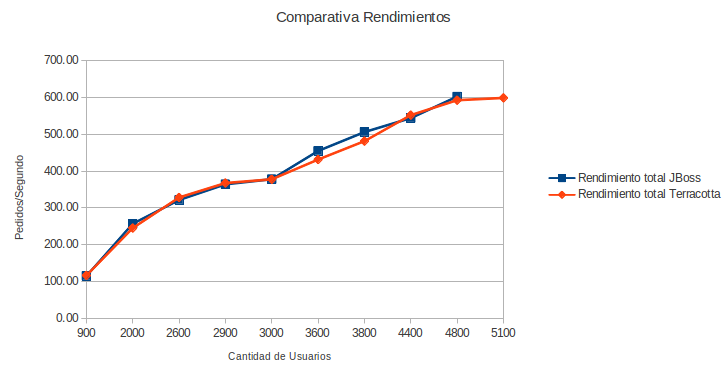 Comparativa Rendimientos
700.00
600.00
500.00
400.00
300.00
200.00
100.00
0.00
Pedidos/Segundo
900 2000 2600 2900 3000 3600 3800 4400 4800 5100
Cantidad de Usuarios
Rendimiento total JBoss
Rendimiento total Terracotta